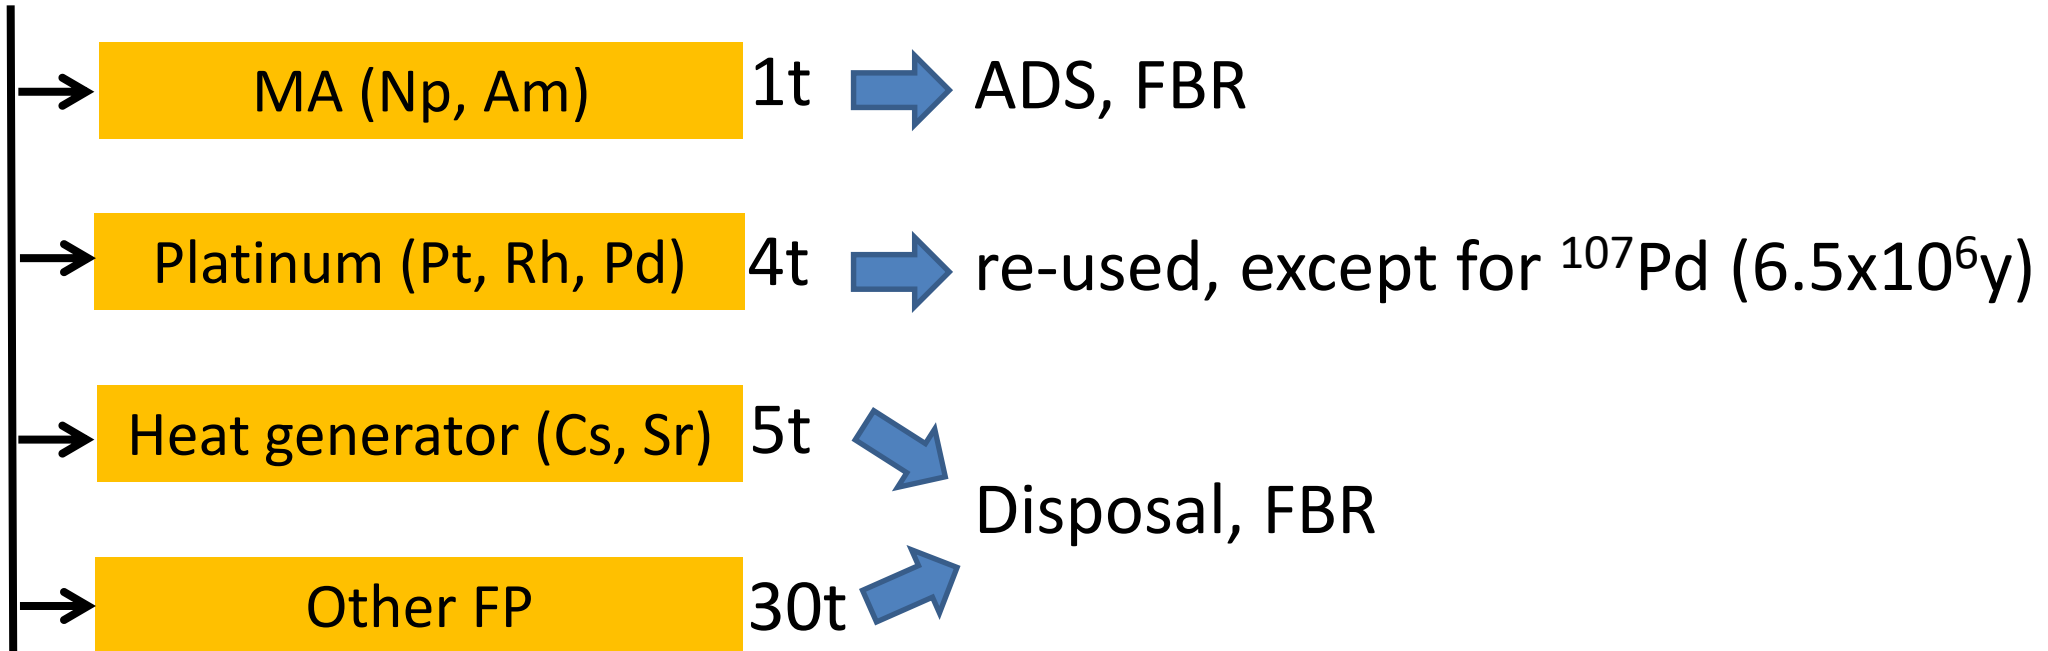 MA (Np, Am) 1t ADS, FBR
Platinum (Pt, Rh, Pd) 4t re-used, except for ¹⁰⁷Pd (6.5x10⁶y)
Heat generator (Cs, Sr) 5t
Disposal, FBR
Other FP 30t